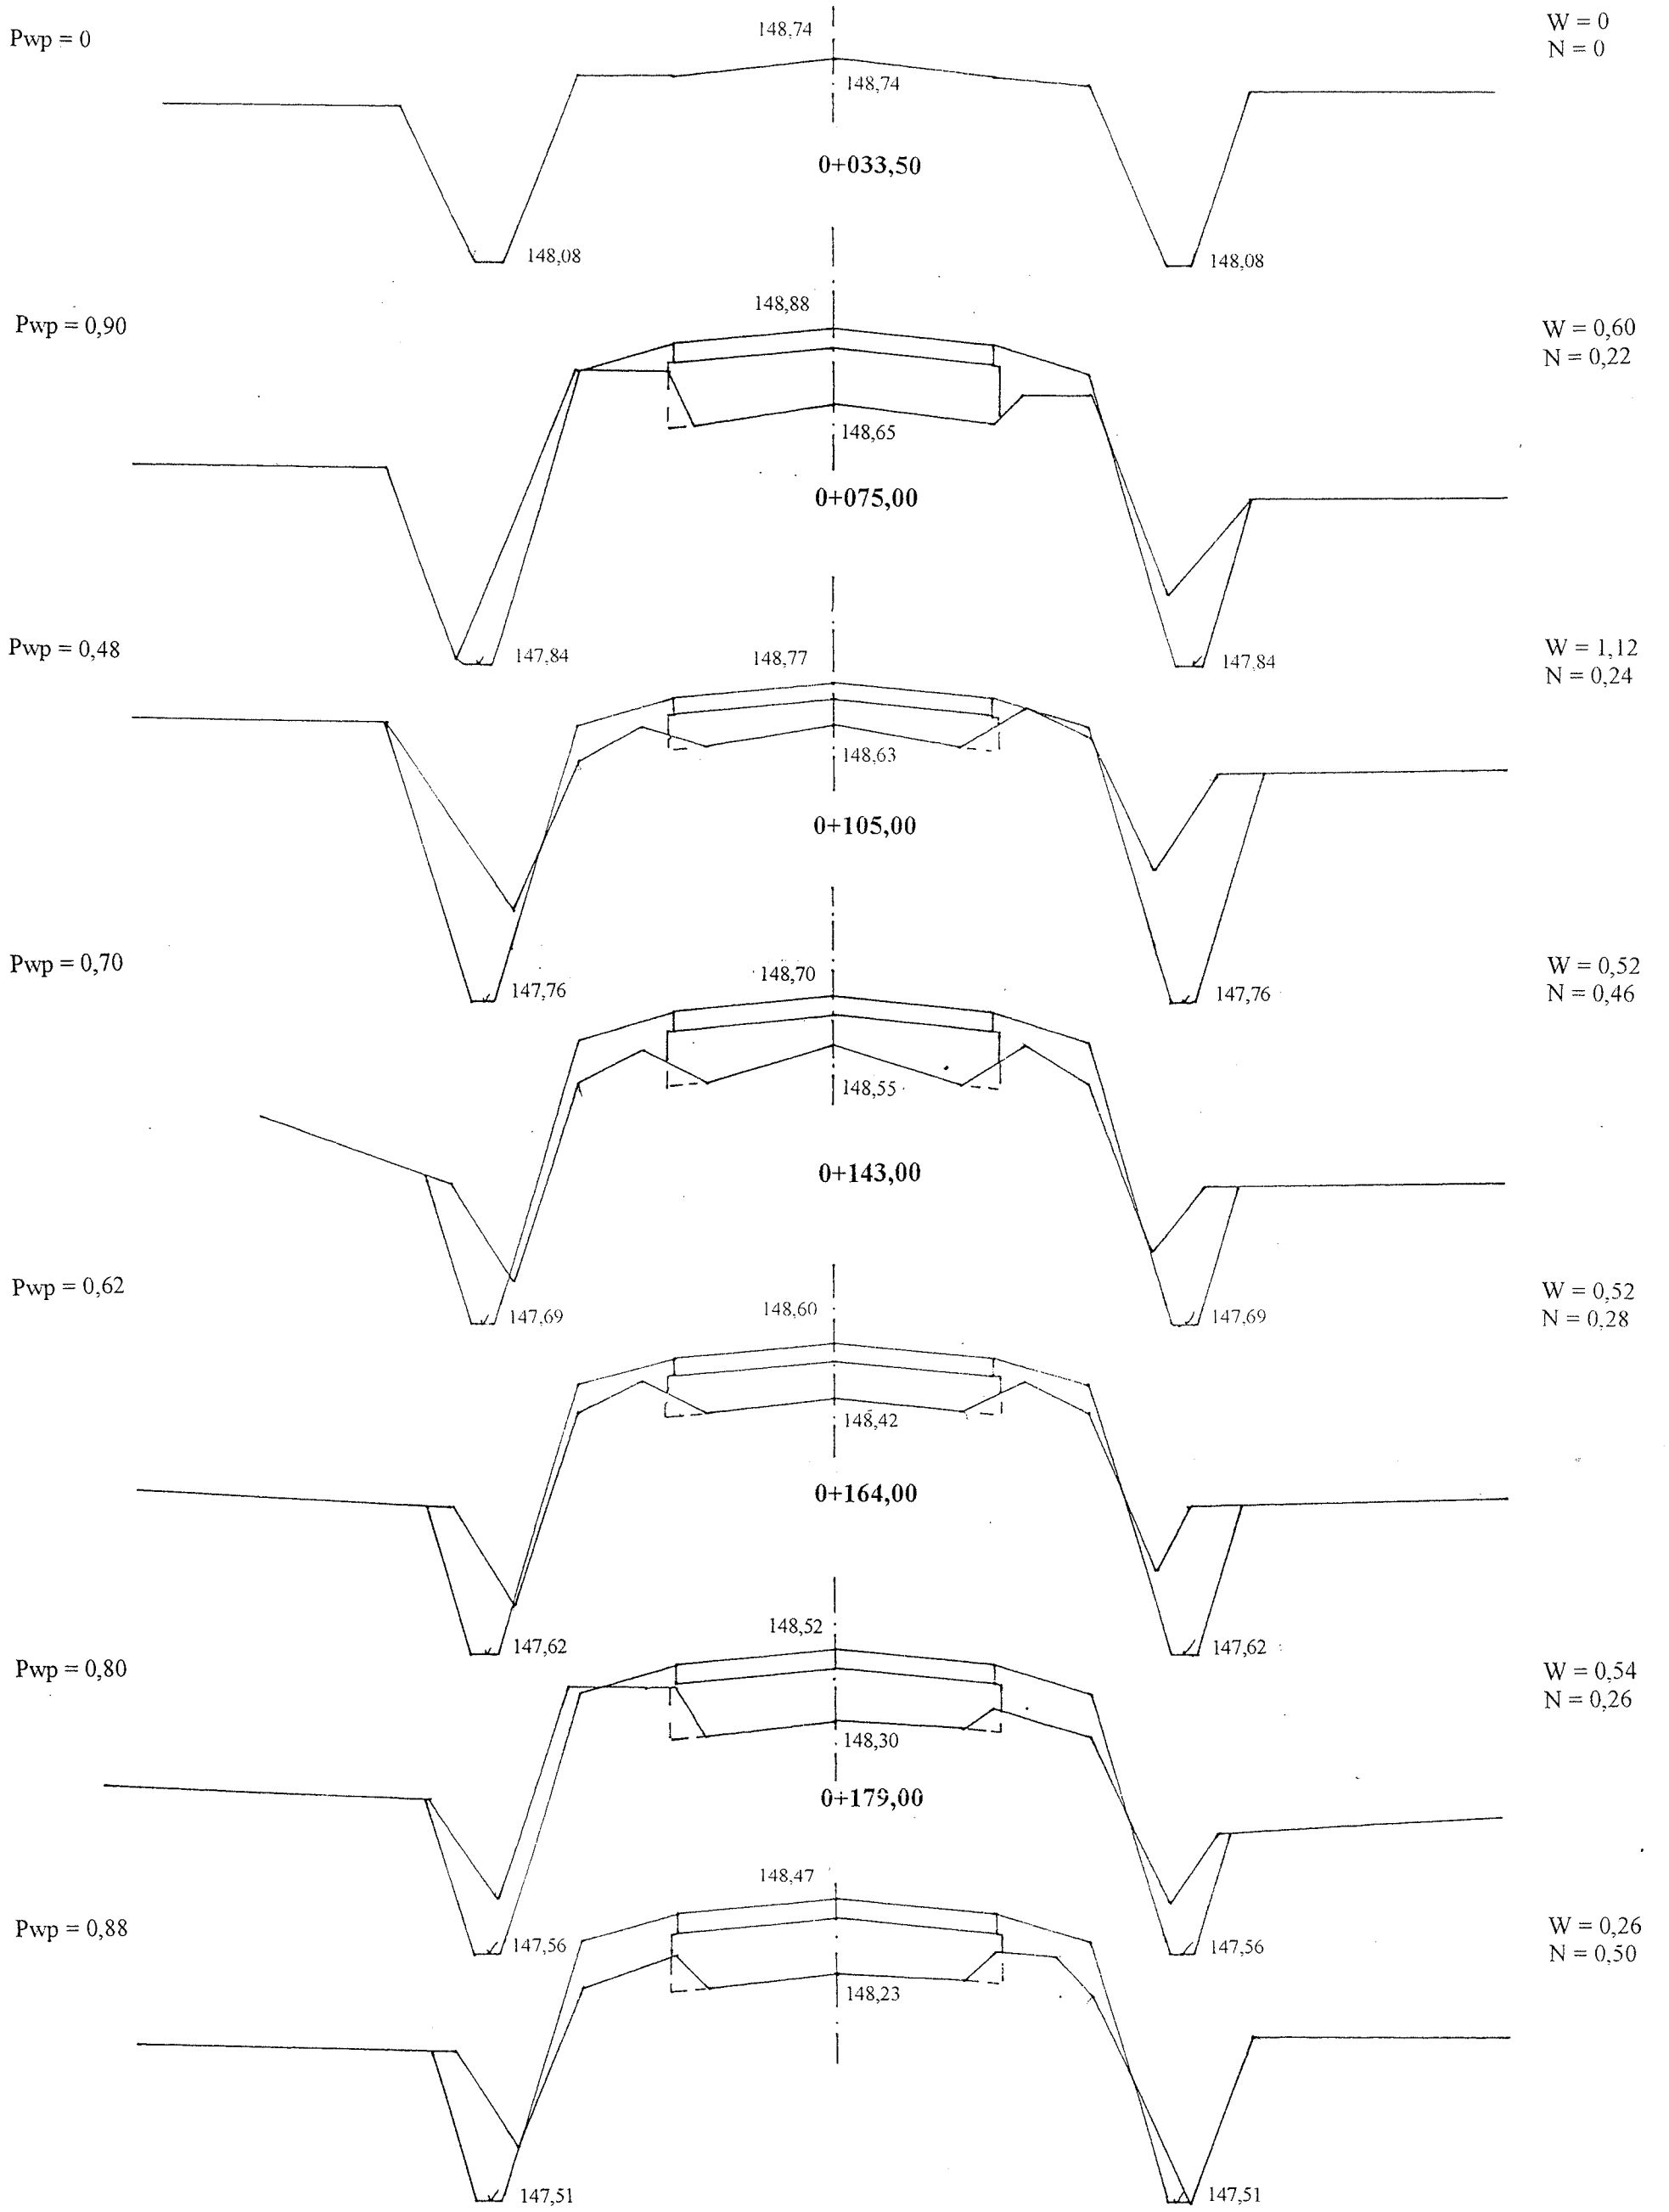 148,74
W = 0
Pwp = 0
N = 0
148,74
0+033,50
148,08
148,08
148,88
Pwp = 0,90
W = 0,60
N = 0,22
148,65
0+075,00
Pwp = 0,48
147,84
148,77
147,84
W = 1,12
N = 0,24
148,63
0+105,00
Pwp = 0,70
147,76
148,70
147,76
W = 0,52
N = 0,46
148,55
0+143,00
Pwp = 0,62
147,69
148,60
147,69
W = 0,52
N = 0,28
148,42
0+164,00
147,62
148,52
147,62
Pwp = 0,80
W = 0,54
N = 0,26
148,30
0+179,00
148,47
Pwp = 0,88
147,56
147,56
W = 0,26
N = 0,50
148,23
147,51
147,51